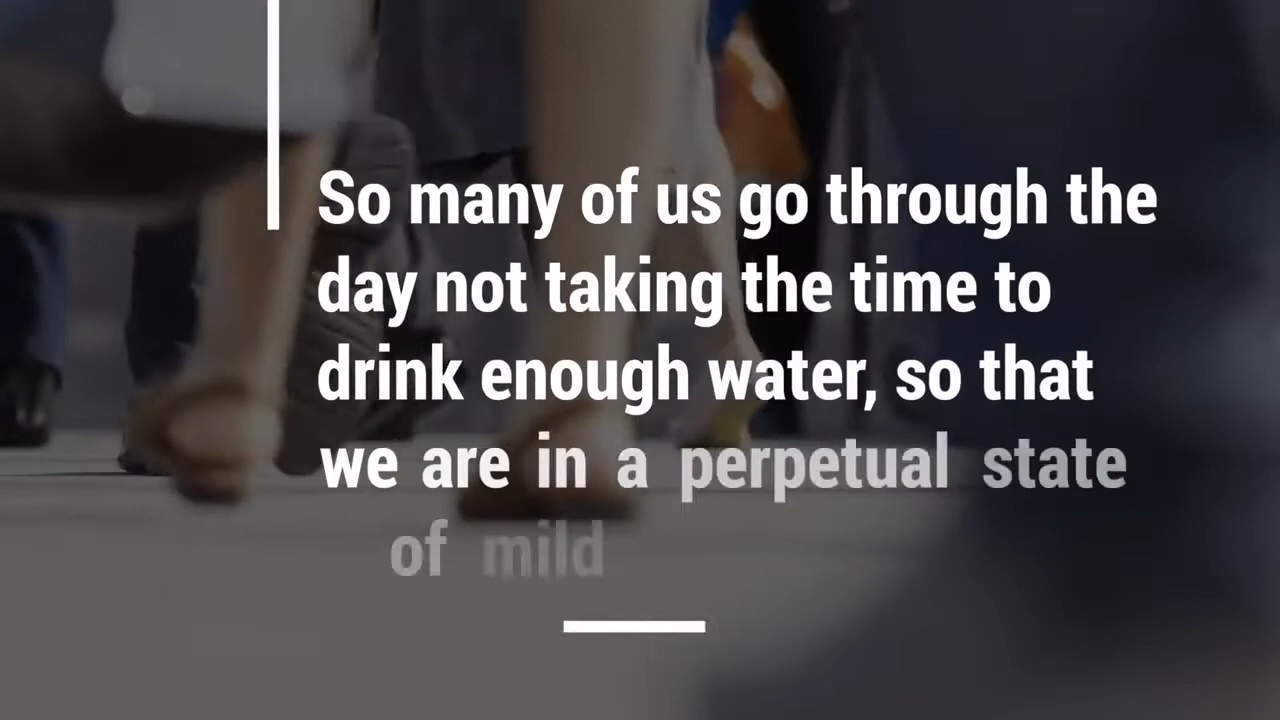 So many of us go through the
day not taking the time to
drink enough water, so that
we are in a perpetual state
of mild